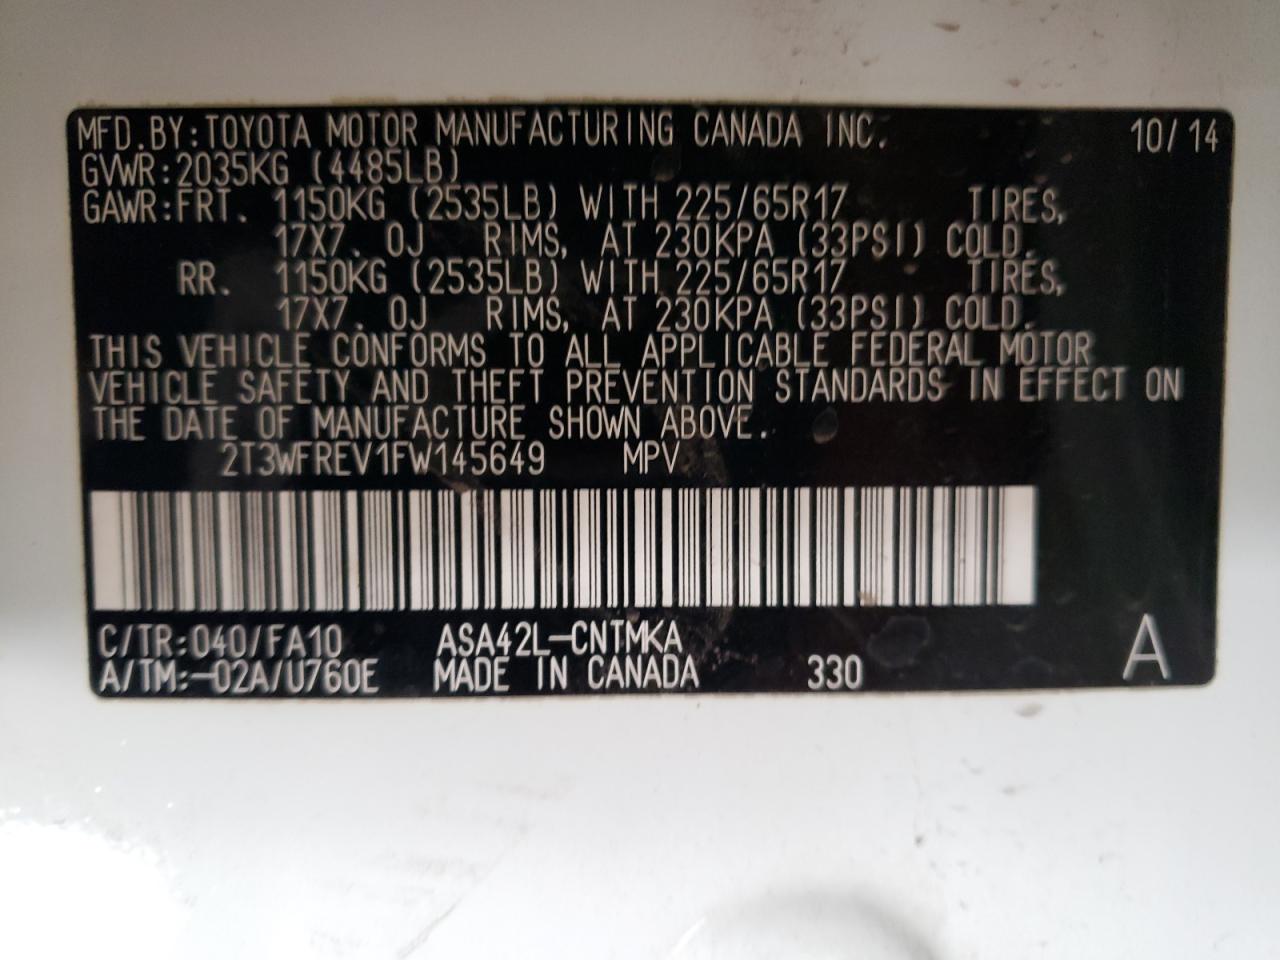 MFD.BY:TOYOTA MOTOR MANUFACTURING CANADA INC. 10/14
GVWR:2035KG (4485LB)
GAWR:FRT. 1150KG (2535LB) WITH 225/65R17 TIRES,
17X7.0J RIMS, AT 230KPA (33PSI) COLD.
RR. 1150KG (2535LB) WITH 225/65R17 TIRES,
17X7.0J RIMS, AT 230KPA (33PSI) COLD.
THIS VEHICLE CONFORMS TO ALL APPLICABLE FEDERAL MOTOR
VEHICLE SAFETY AND THEFT PREVENTION STANDARDS IN EFFECT ON
THE DATE OF MANUFACTURE SHOWN ABOVE.
2T3WFREV1FW145649 MPV
C/TR:040/FA10 ASA42L-CNTMKA
A/TM:-02A/U760E MADE IN CANADA 330 A